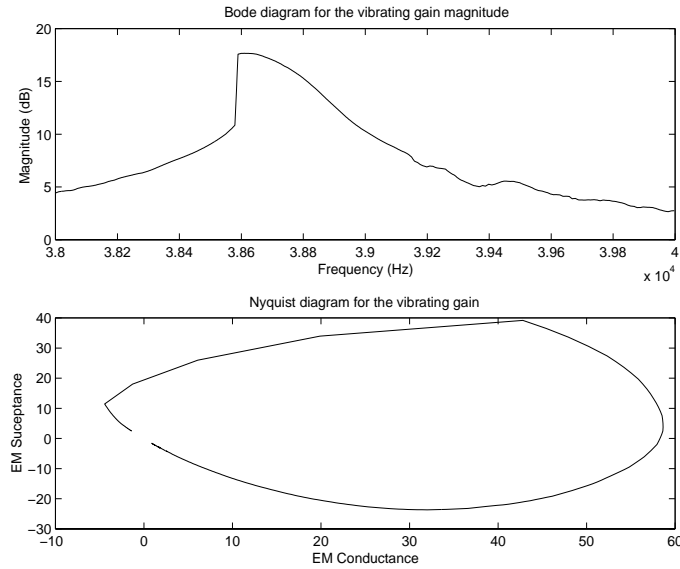 Bode diagram for the vibrating gain magnitude
20
15
10
5
0
Magnitude (dB)
3.8 3.82 3.84 3.86 3.88 3.9 3.92 3.94 3.96 3.98 4
Frequency (Hz)
x 10^4
Nyquist diagram for the vibrating gain
40
30
20
10
0
−10
−20
−30
EM Suceptance
−10 0 10 20 30 40 50 60
EM Conductance